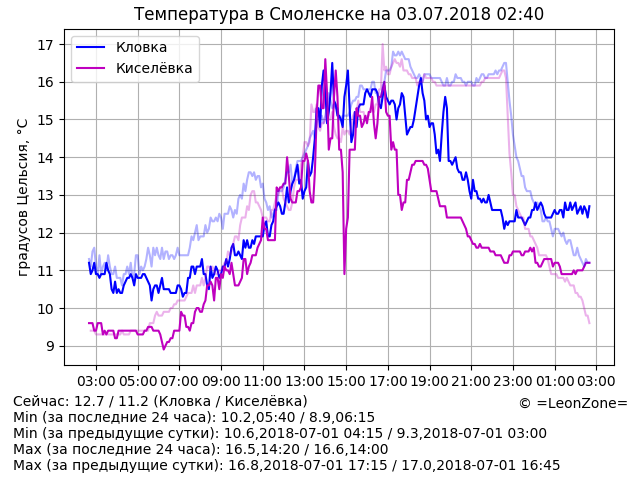 Температура в Смоленске на 03.07.2018 02:40
градусов Цельсия, °C
17
16
15
14
13
12
11
10
9
Кловка
Киселёвка
03:00 05:00 07:00 09:00 11:00 13:00 15:00 17:00 19:00 21:00 23:00 01:00 03:00
Сейчас: 12.7 / 11.2 (Кловка / Киселёвка)
© =LeonZone=
Min (за последние 24 часа): 10.2,05:40 / 8.9,06:15
Min (за предыдущие сутки): 10.6,2018-07-01 04:15 / 9.3,2018-07-01 03:00
Max (за последние 24 часа): 16.5,14:20 / 16.6,14:00
Max (за предыдущие сутки): 16.8,2018-07-01 17:15 / 17.0,2018-07-01 16:45